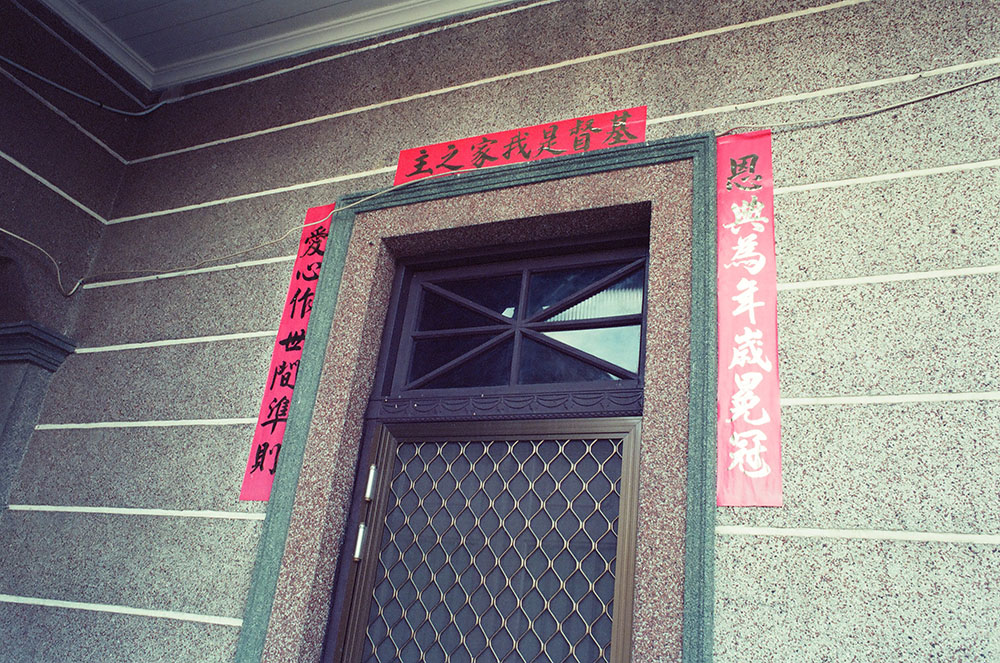 基督是我家之主
恩典為年歲冕冠
愛心作世間準則